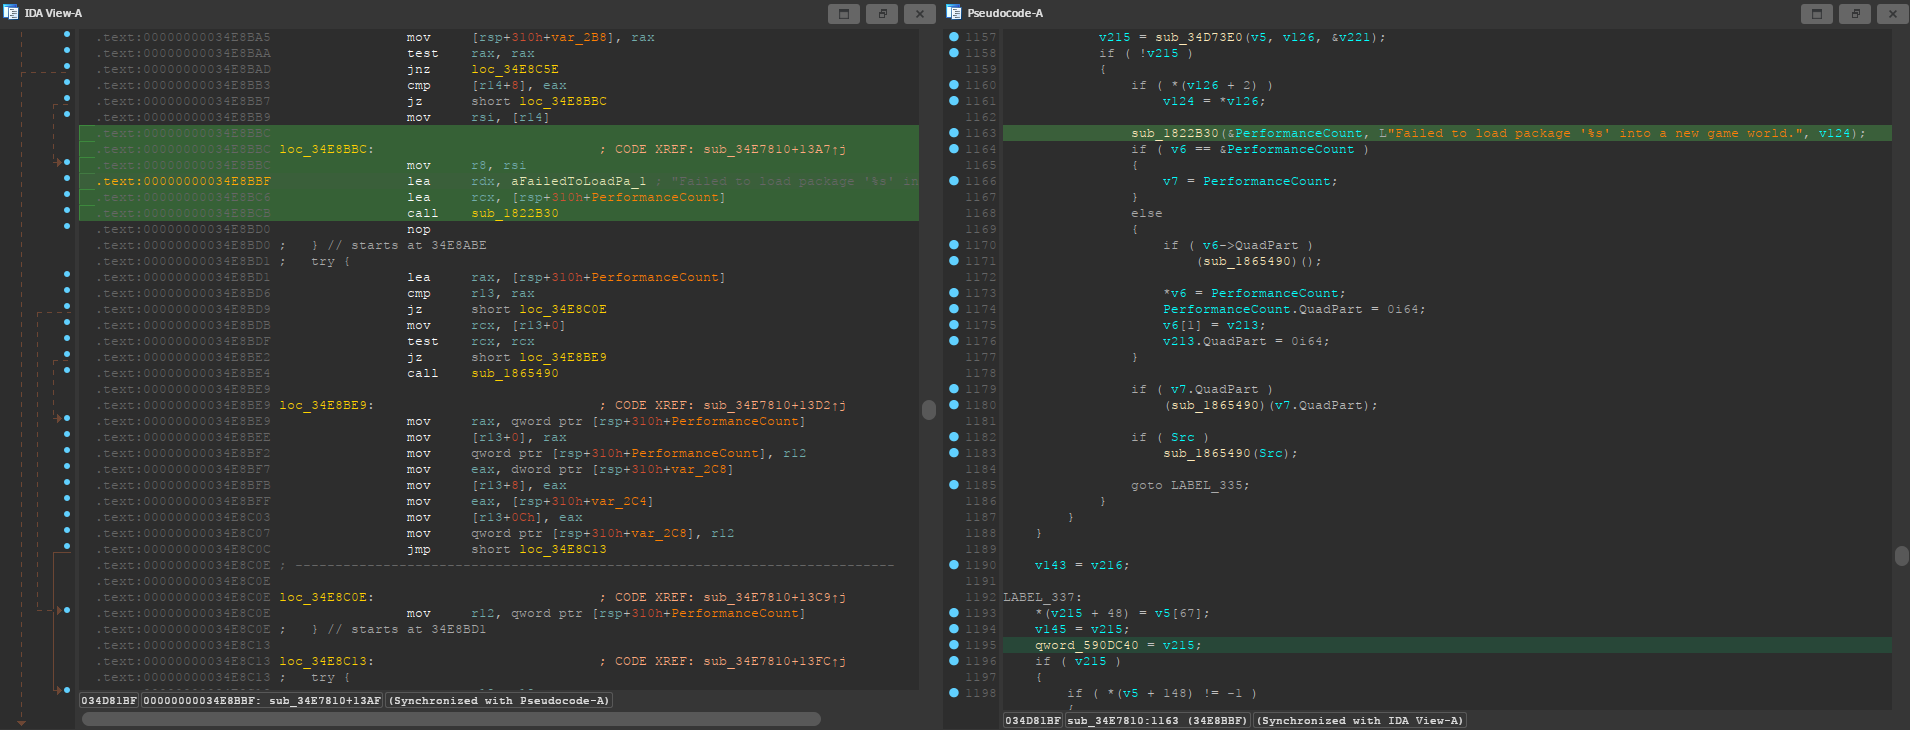 IDA View-A
.text:00000000034E8BA5 mov [rsp+310h+var_2B8], rax
.text:00000000034E8BAA test rax, rax
.text:00000000034E8BAD jnz loc_34E8C5E
.text:00000000034E8BB3 cmp [r14+8], eax
.text:00000000034E8BB7 jz short loc_34E8BBC
.text:00000000034E8BB9 mov rsi, [r14]
.text:00000000034E8BBC
.text:00000000034E8BBC loc_34E8BBC: ; CODE XREF: sub_34E7810+13A7↑j
.text:00000000034E8BBC mov r8, rsi
.text:00000000034E8BBF lea rdx, aFailedToLoadPa_1 ; "Failed to load package '%s' in
.text:00000000034E8BC6 lea rcx, [rsp+310h+PerformanceCount]
.text:00000000034E8BCB call sub_1822B30
.text:00000000034E8BD0 nop
.text:00000000034E8BD0 ; } // starts at 34E8ABE
.text:00000000034E8BD1 ; try {
.text:00000000034E8BD1 lea rax, [rsp+310h+PerformanceCount]
.text:00000000034E8BD6 cmp r13, rax
.text:00000000034E8BD9 jz short loc_34E8C0E
.text:00000000034E8BDB mov rcx, [r13+0]
.text:00000000034E8BDF test rcx, rcx
.text:00000000034E8BE2 jz short loc_34E8BE9
.text:00000000034E8BE4 call sub_1865490
.text:00000000034E8BE9
.text:00000000034E8BE9 loc_34E8BE9: ; CODE XREF: sub_34E7810+13D2↑j
.text:00000000034E8BE9 mov rax, qword ptr [rsp+310h+PerformanceCount]
.text:00000000034E8BEE mov [r13+0], rax
.text:00000000034E8BF2 mov qword ptr [rsp+310h+PerformanceCount], r12
.text:00000000034E8BF7 mov eax, dword ptr [rsp+310h+var_2C8]
.text:00000000034E8BFB mov [r13+8], eax
.text:00000000034E8BFF mov eax, [rsp+310h+var_2C4]
.text:00000000034E8C03 mov [r13+0Ch], eax
.text:00000000034E8C07 mov qword ptr [rsp+310h+var_2C8], r12
.text:00000000034E8C0C jmp short loc_34E8C13
.text:00000000034E8C0E ; ---------------------------------------------------------------------------
.text:00000000034E8C0E
.text:00000000034E8C0E loc_34E8C0E: ; CODE XREF: sub_34E7810+13C9↑j
.text:00000000034E8C0E mov r12, qword ptr [rsp+310h+PerformanceCount]
.text:00000000034E8C0E ; } // starts at 34E8BD1
.text:00000000034E8C13
.text:00000000034E8C13 loc_34E8C13: ; CODE XREF: sub_34E7810+13FC↑j
.text:00000000034E8C13 ; try {
034D81BF 00000000034E8BBF: sub_34E7810+13AF (Synchronized with Pseudocode-A)
Pseudocode-A
1157 v215 = sub_34D73E0(v5, v126, &v221);
1158 if ( !v215 )
1159 {
1160 if ( *(v126 + 2) )
1161 v124 = *v126;
1162
1163 sub_1822B30(&PerformanceCount, L"Failed to load package '%s' into a new game world.", v124);
1164 if ( v6 == &PerformanceCount )
1165 {
1166 v7 = PerformanceCount;
1167 }
1168 else
1169 {
1170 if ( v6->QuadPart )
1171 (sub_1865490)();
1172
1173 *v6 = PerformanceCount;
1174 PerformanceCount.QuadPart = 0i64;
1175 v6[1] = v213;
1176 v213.QuadPart = 0i64;
1177 }
1178
1179 if ( v7.QuadPart )
1180 (sub_1865490)(v7.QuadPart);
1181
1182 if ( Src )
1183 sub_1865490(Src);
1184
1185 goto LABEL_335;
1186 }
1187 }
1188 }
1189
1190 v143 = v216;
1191
1192 LABEL_337:
1193 *(v215 + 48) = v5[67];
1194 v145 = v215;
1195 qword_590DC40 = v215;
1196 if ( v215 )
1197 {
1198 if ( *(v5 + 148) != -1 )
{
034D81BF sub_34E7810:1163 (34E8BBF) (Synchronized with IDA View-A)